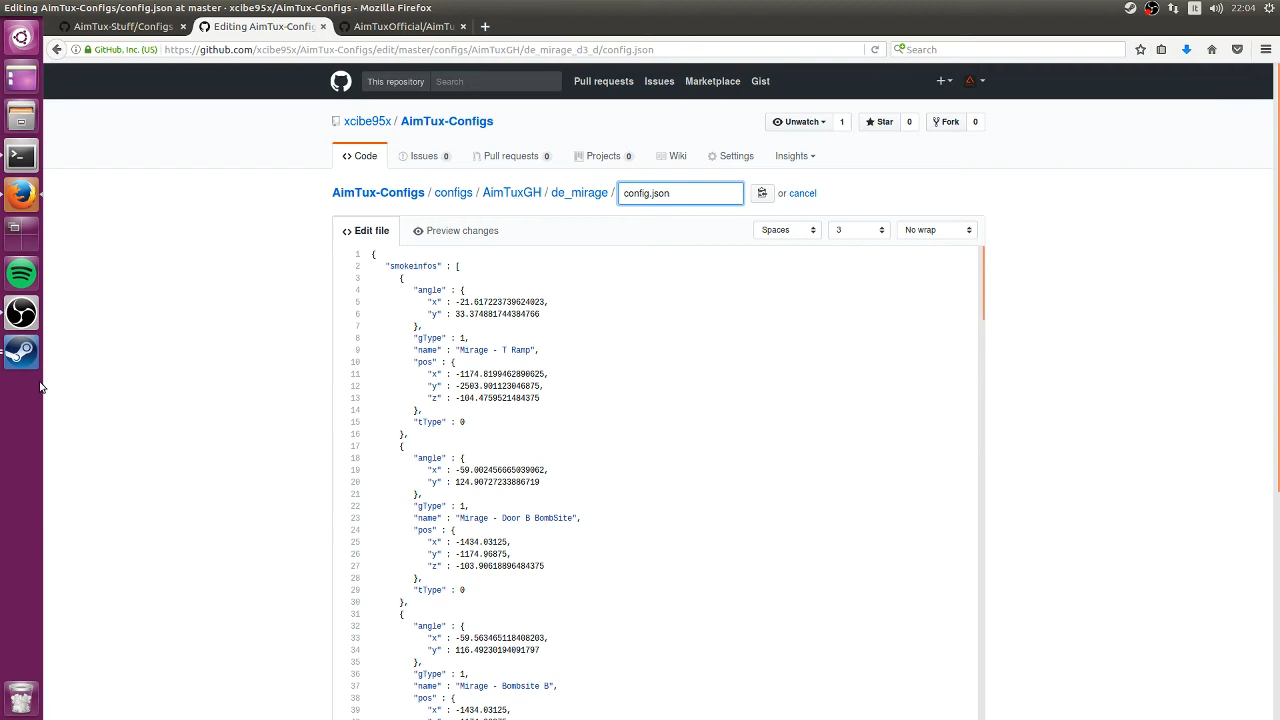 Editing AimTux-Configs/config.json at master · xcibe95x/AimTux-Configs - Mozilla Firefox
22:04
AimTux-Stuff/Configs ×
Editing AimTux-Config ×
AimTuxOfficial/AimTu ×
GitHub, Inc. (US)
https://github.com/xcibe95x/AimTux-Configs/edit/master/configs/AimTuxGH/de_mirage_d3_d/config.json
Search
This repository
Search
Pull requests
Issues
Marketplace
Gist
xcibe95x / AimTux-Configs
Unwatch 1
Star 0
Fork 0
Code
Issues 0
Pull requests 0
Projects 0
Wiki
Settings
Insights
AimTux-Configs / configs / AimTuxGH / de_mirage / config.json or cancel
<> Edit file
Preview changes
Spaces
3
No wrap
1 {
2 "smokeinfos" : [
3 {
4 "angle" : {
5 "x" : -21.617223739624023,
6 "y" : 33.374881744384766
7 },
8 "gType" : 1,
9 "name" : "Mirage - T Ramp",
10 "pos" : {
11 "x" : -1174.8199462890625,
12 "y" : -2503.901123046875,
13 "z" : -104.4759521484375
14 },
15 "tType" : 0
16 },
17 {
18 "angle" : {
19 "x" : -59.002456665039062,
20 "y" : 124.90727233886719
21 },
22 "gType" : 1,
23 "name" : "Mirage - Door B BombSite",
24 "pos" : {
25 "x" : -1434.03125,
26 "y" : -1174.96875,
27 "z" : -103.90618896484375
28 },
29 "tType" : 0
30 },
31 {
32 "angle" : {
33 "x" : -59.563465118408203,
34 "y" : 116.49230194091797
35 },
36 "gType" : 1,
37 "name" : "Mirage - Bombsite B",
38 "pos" : {
39 "x" : -1434.03125,